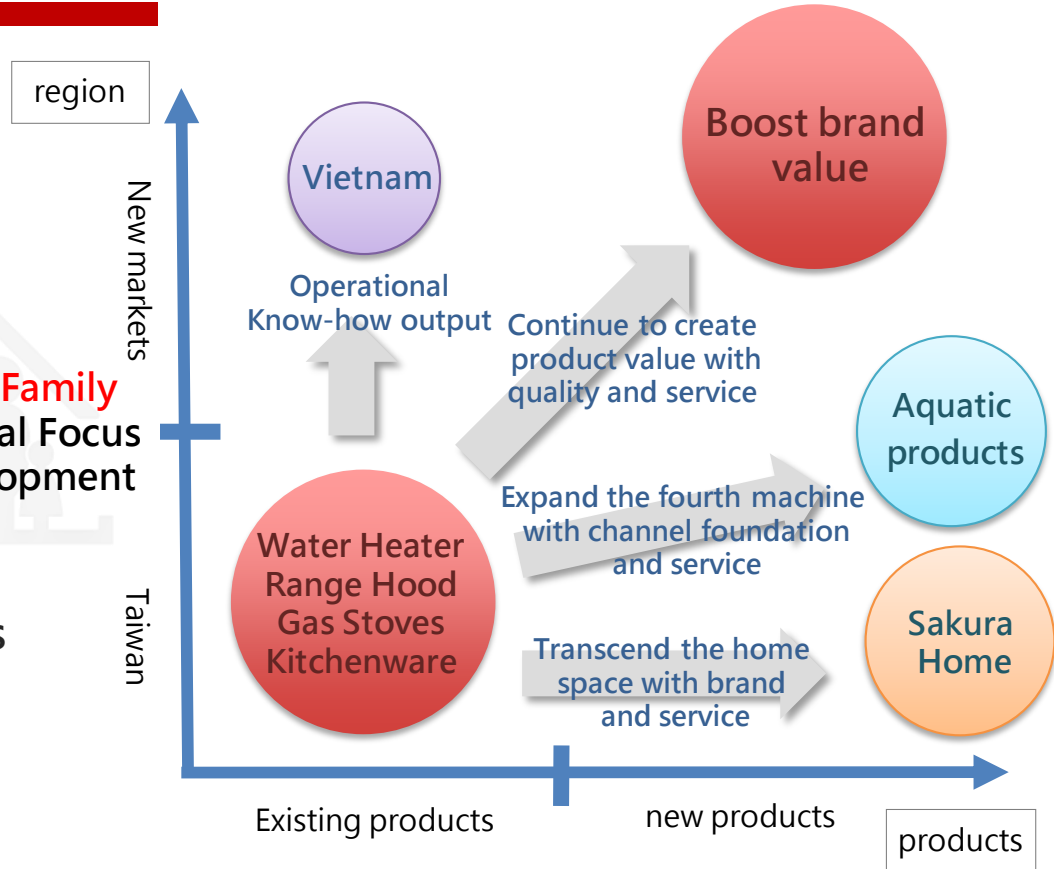 region
New markets
Taiwan
Family
al Focus
opment
s
Vietnam
Operational
Know-how output
Boost brand
value
Continue to create
product value with
quality and service
Aquatic
products
Expand the fourth machine
with channel foundation
and service
Water Heater
Range Hood
Gas Stoves
Kitchenware
Transcend the home
space with brand
and service
Sakura
Home
Existing products
new products
products